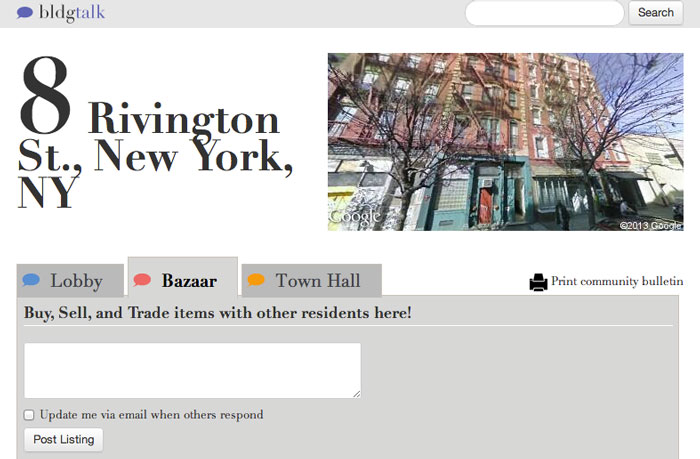 bldgtalk
Search
8 Rivington
St., New York,
NY
Google
©2013 Google
Lobby
Bazaar
Town Hall
Print community bulletin
Buy, Sell, and Trade items with other residents here!
Update me via email when others respond
Post Listing